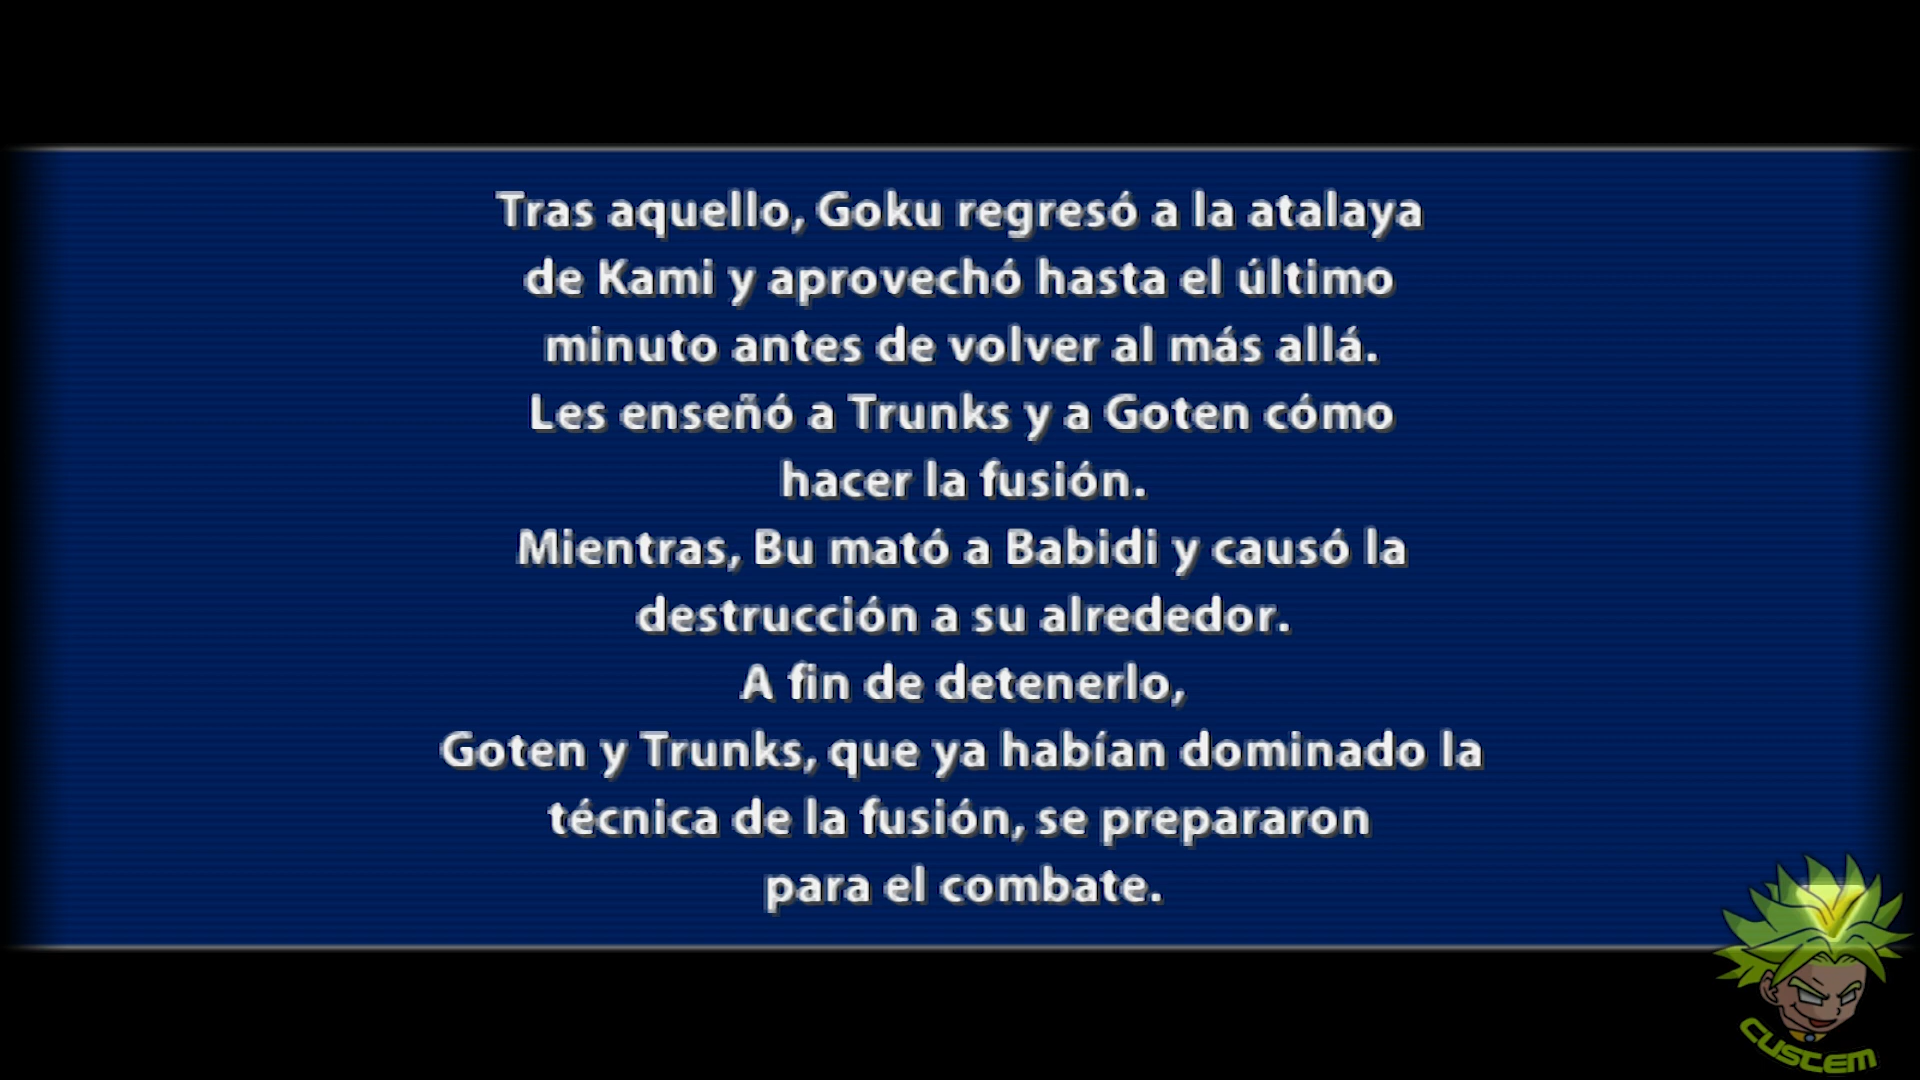 Tras aquello, Goku regresó a la atalaya
de Kami y aprovechó hasta el último
minuto antes de volver al más allá.
Les enseñó a Trunks y a Goten cómo
hacer la fusión.
Mientras, Bu mató a Babidi y causó la
destrucción a su alrededor.
A fin de detenerlo,
Goten y Trunks, que ya habían dominado la
técnica de la fusión, se prepararon
para el combate.
CUSTEM